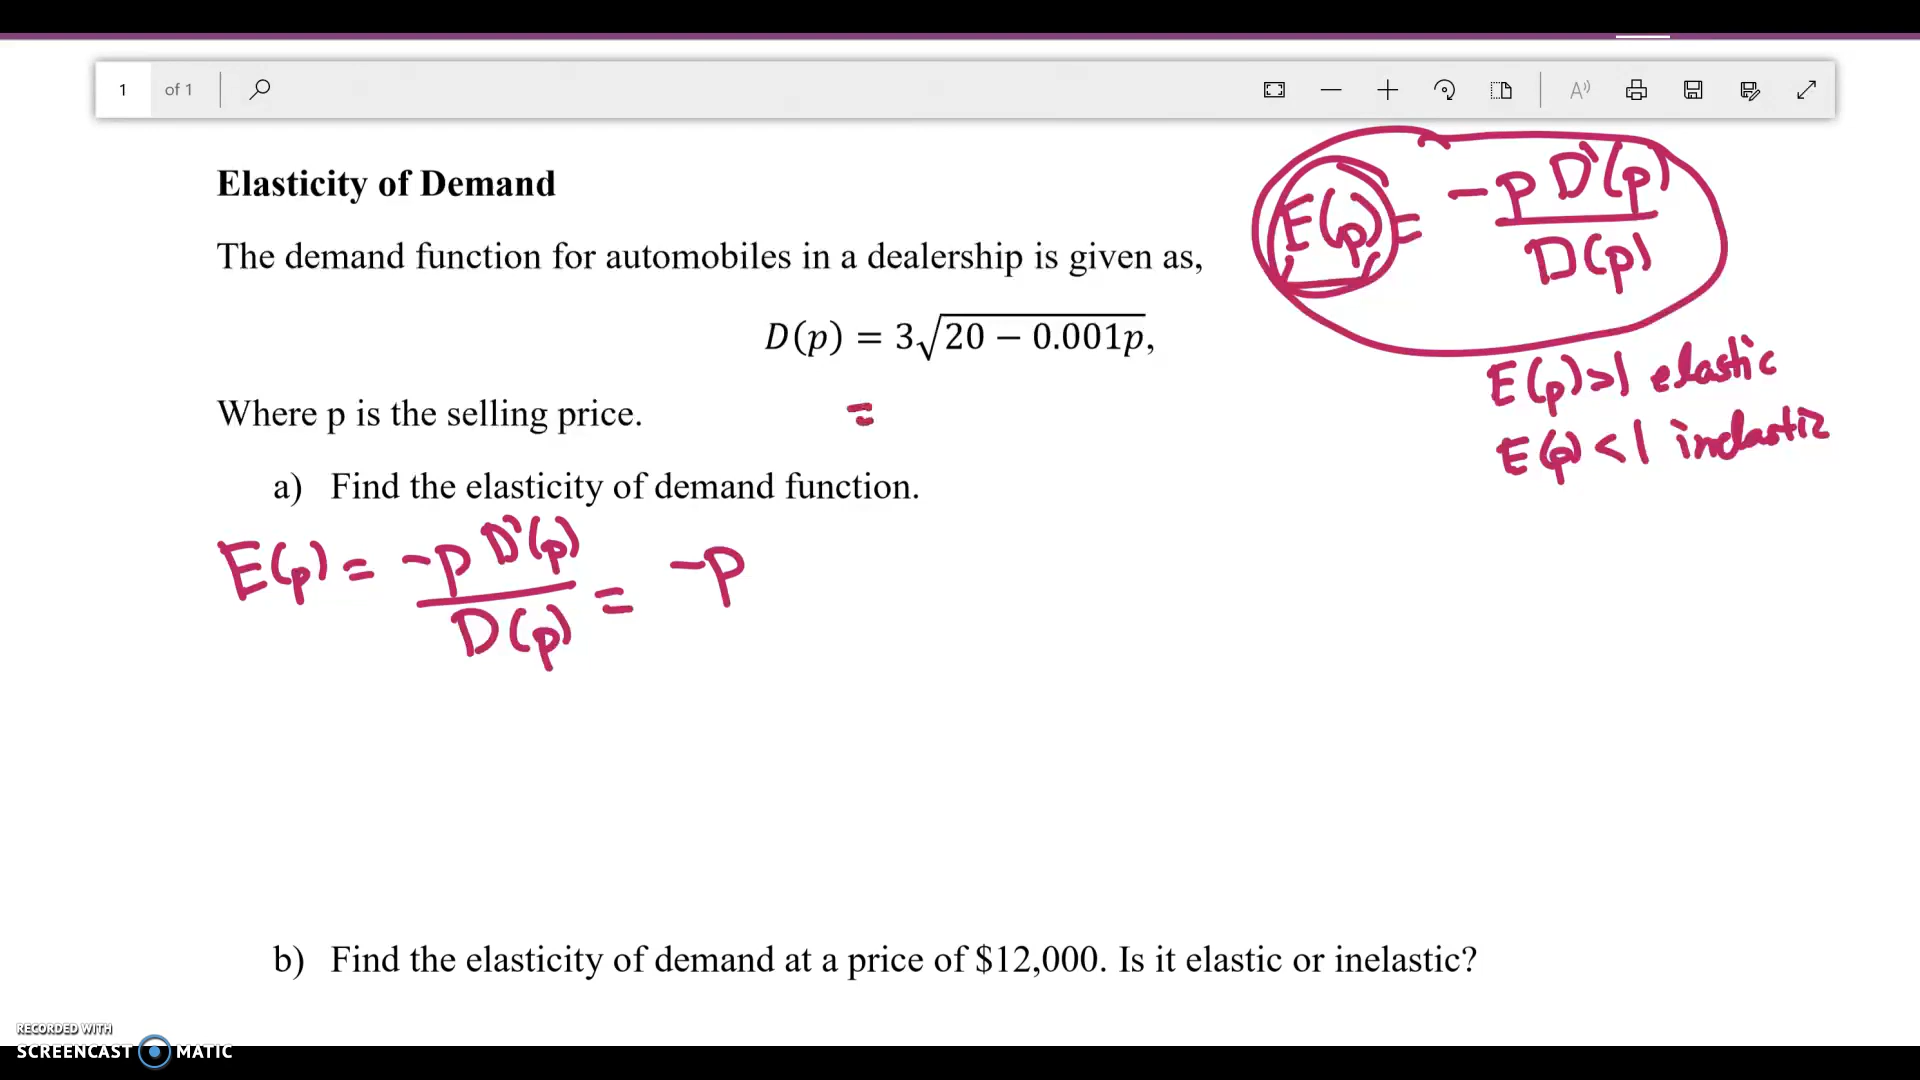 1 of 1
Elasticity of Demand
E(p) = -p D'(p) / D(p)
The demand function for automobiles in a dealership is given as,
D(p) = 3√20 − 0.001p,
E(p)>1 elastic
Where p is the selling price.
=
E(p)<1 inelastic
a) Find the elasticity of demand function.
E(p) = -p D'(p) / D(p) = -p
b) Find the elasticity of demand at a price of $12,000. Is it elastic or inelastic?
RECORDED WITH
SCREENCAST MATIC